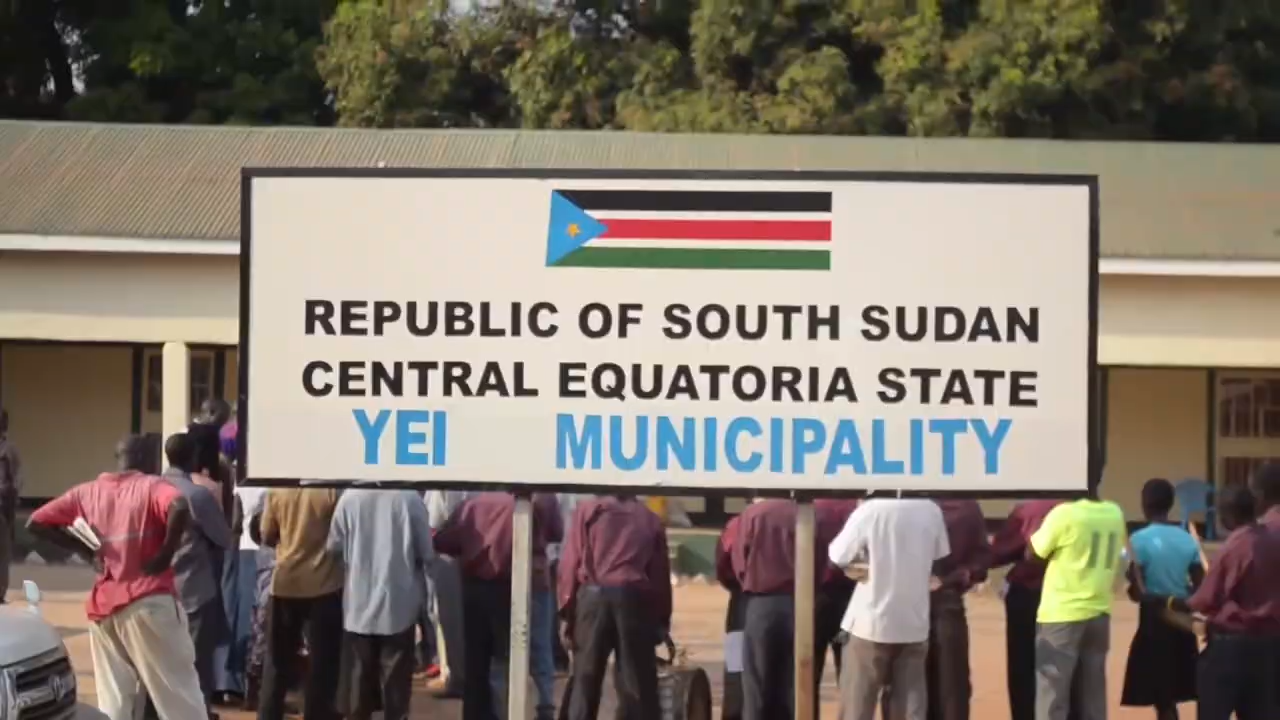 REPUBLIC OF SOUTH SUDAN
CENTRAL EQUATORIA STATE
YEI MUNICIPALITY